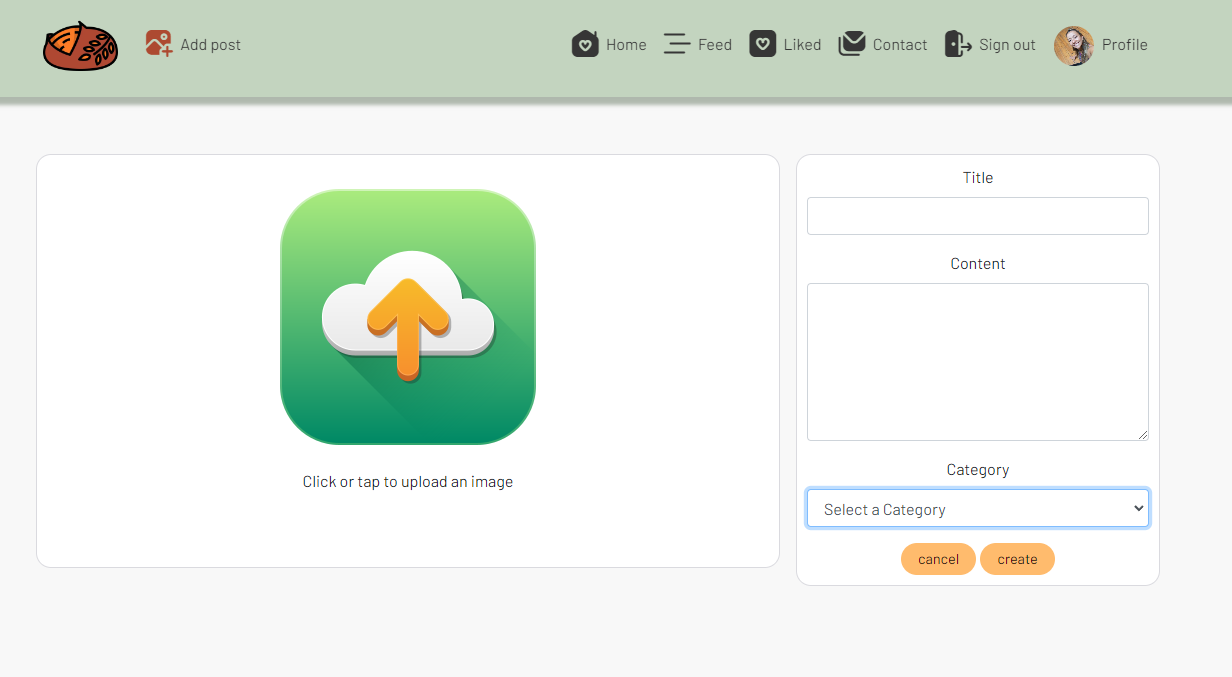 Add post
Home
Feed
Liked
Contact
Sign out
Profile
Click or tap to upload an image
Title
Content
Category
Select a Category
cancel
create